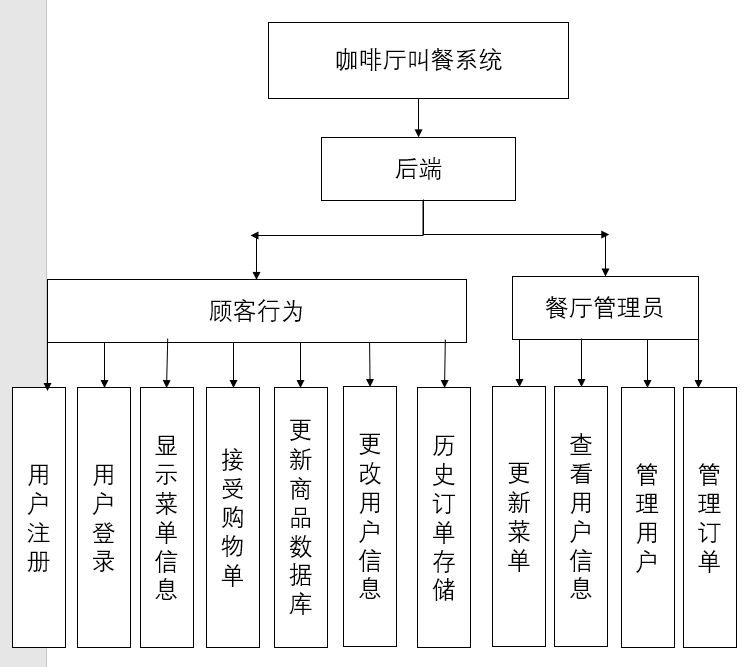 咖啡厅叫餐系统
后端
顾客行为
餐厅管理员
用户注册
用户登录
显示菜单信息
接受购物单
更新商品数据库
更改用户信息
历史订单存储
更新菜单
查看用户信息
管理用户
管理订单